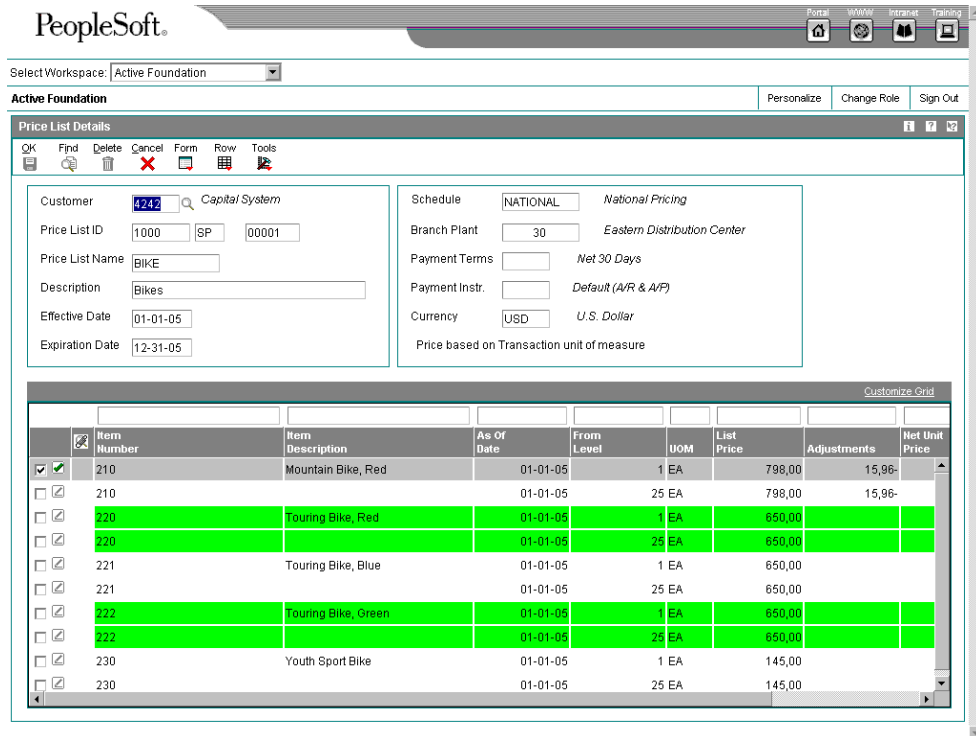 PeopleSoft.
Portal WWW Intranet Training
Select Workspace: Active Foundation
Active Foundation Personalize Change Role Sign Out
Price List Details
OK Find Delete Cancel Form Row Tools
Customer 4242 Capital System
Price List ID 1000 SP 00001
Price List Name BIKE
Description Bikes
Effective Date 01-01-05
Expiration Date 12-31-05
Schedule NATIONAL National Pricing
Branch Plant 30 Eastern Distribution Center
Payment Terms Net 30 Days
Payment Instr. Default (A/R & A/P)
Currency USD U.S. Dollar
Price based on Transaction unit of measure
Customize Grid
Item Number Item Description As Of Date From Level UOM List Price Adjustments Net Unit Price
210 Mountain Bike, Red 01-01-05 1 EA 798,00 15,96-
210 01-01-05 25 EA 798,00 15,96-
220 Touring Bike, Red 01-01-05 1 EA 650,00
220 01-01-05 25 EA 650,00
221 Touring Bike, Blue 01-01-05 1 EA 650,00
221 01-01-05 25 EA 650,00
222 Touring Bike, Green 01-01-05 1 EA 650,00
222 01-01-05 25 EA 650,00
230 Youth Sport Bike 01-01-05 1 EA 145,00
230 01-01-05 25 EA 145,00